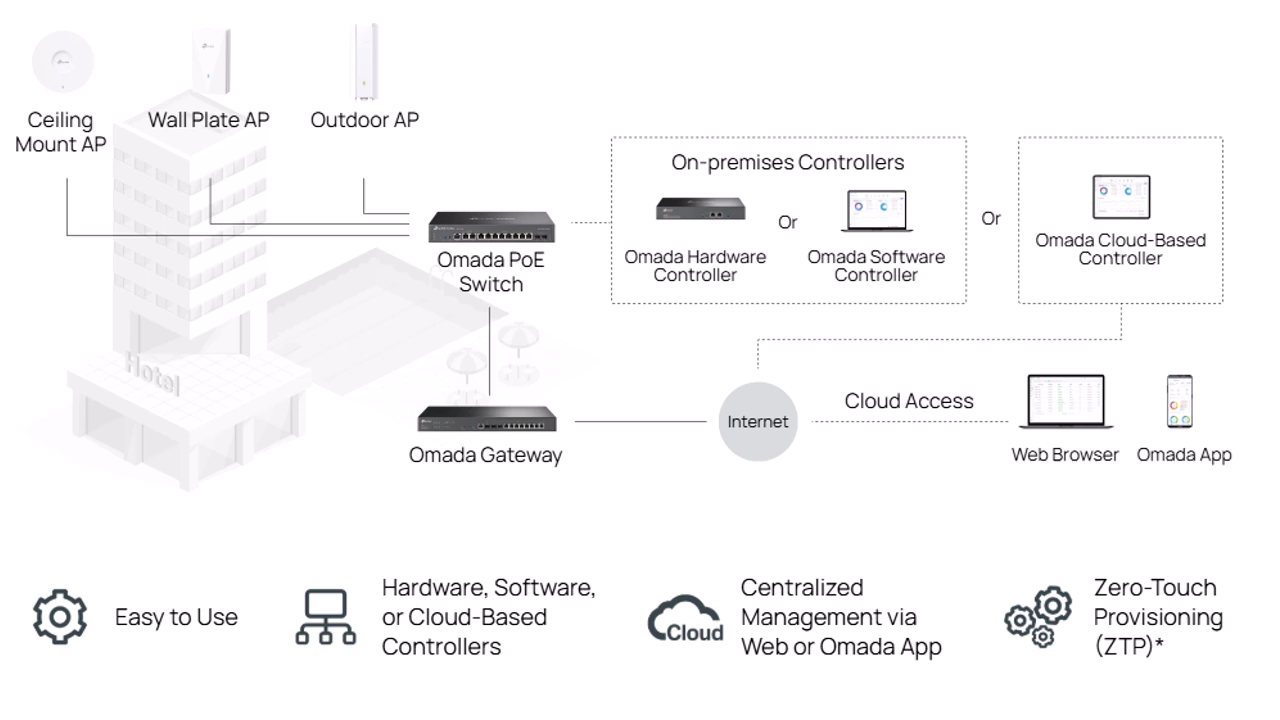 Ceiling
Mount AP
Wall Plate AP
Outdoor AP
On-premises Controllers
Omada Hardware
Controller
Or
Omada Software
Controller
Or
Omada Cloud-Based
Controller
Omada PoE
Switch
Hotel
Omada Gateway
Internet
Cloud Access
Web Browser
Omada App
Easy to Use
Hardware, Software,
or Cloud-Based
Controllers
Cloud
Centralized
Management via
Web or Omada App
Zero-Touch
Provisioning
(ZTP)*